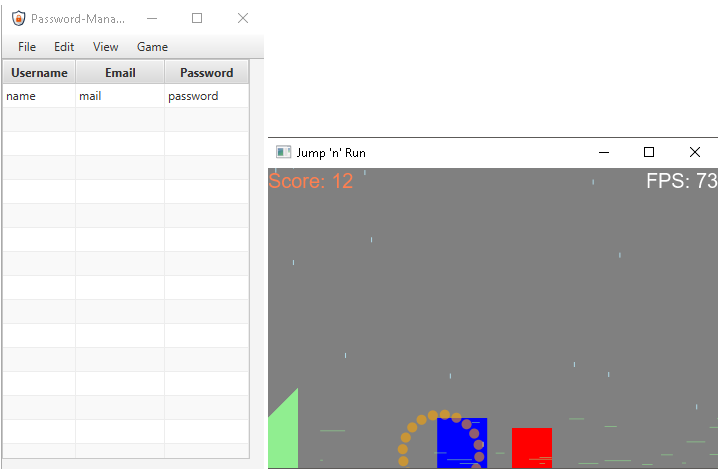 Password-Mana...
File Edit View Game
Username Email Password
name mail password
Jump 'n' Run
Score: 12 FPS: 73